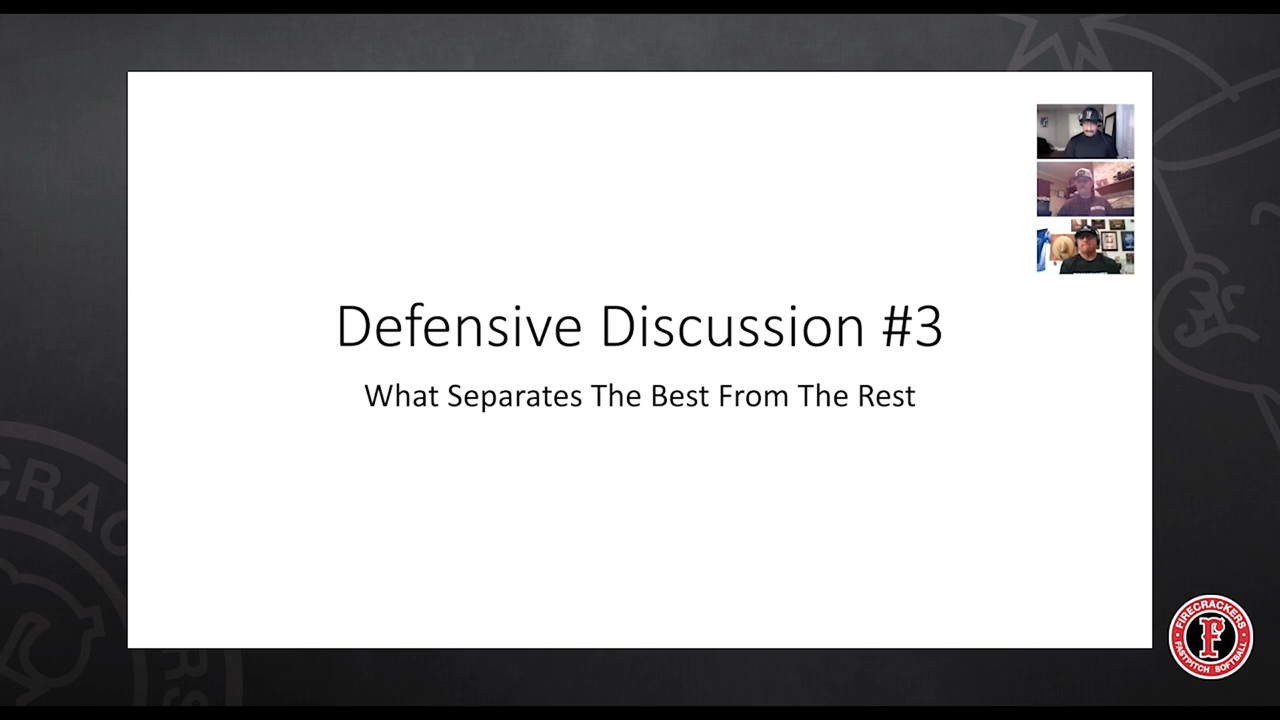 Defensive Discussion #3
What Separates The Best From The Rest
FIRECRACKERS
F
FASTPITCH SOFTBALL